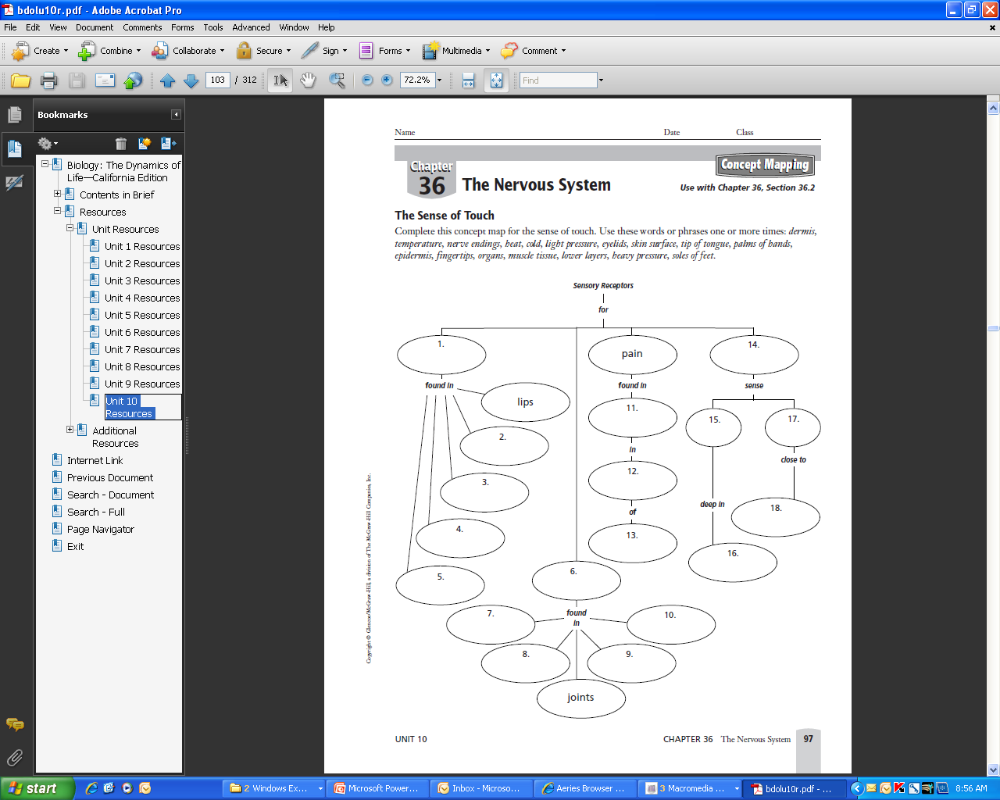 bdolu10r.pdf - Adobe Acrobat Pro
File Edit View Document Comments Forms Tools Advanced Window Help
Create Combine Collaborate Secure Sign Forms Multimedia Comment
103 / 312 72.2% Find
Bookmarks
Biology: The Dynamics of
Life—California Edition
Contents in Brief
Resources
Unit Resources
Unit 1 Resources
Unit 2 Resources
Unit 3 Resources
Unit 4 Resources
Unit 5 Resources
Unit 6 Resources
Unit 7 Resources
Unit 8 Resources
Unit 9 Resources
Unit 10
Resources
Additional
Resources
Internet Link
Previous Document
Search - Document
Search - Full
Page Navigator
Exit
Name Date Class
Chapter
36 The Nervous System
Concept Mapping
Use with Chapter 36, Section 36.2
The Sense of Touch
Complete this concept map for the sense of touch. Use these words or phrases one or more times: dermis,
temperature, nerve endings, heat, cold, light pressure, eyelids, skin surface, tip of tongue, palms of hands,
epidermis, fingertips, organs, muscle tissue, lower layers, heavy pressure, soles of feet.
Sensory Receptors
for
1. pain 14.
found in found in sense
lips
11.
15. 17.
2.
in
close to
12.
3.
deep in
18.
of
4.
13.
16.
5.
6.
found
in
7.
10.
8.
9.
joints
Copyright © Glencoe/McGraw-Hill, a division of The McGraw-Hill Companies, Inc.
UNIT 10 CHAPTER 36 The Nervous System 97
start 2 Windows Ex... Microsoft Power... Inbox - Microso... Aeries Browser ... 3 Macromedia ... bdolu10r.pdf - ... 8:56 AM